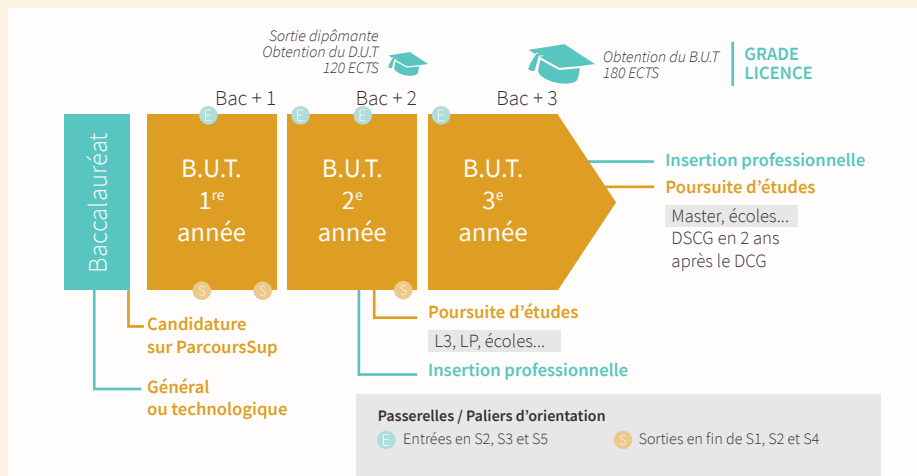 Sortie dipômante
Obtention du D.U.T
120 ECTS
Obtention du B.U.T
180 ECTS
GRADE
LICENCE
Bac + 1
Bac + 2
Bac + 3
E
E
E
E
Baccalauréat
B.U.T.
1re
année
B.U.T.
2e
année
B.U.T.
3e
année
Insertion professionnelle
Poursuite d'études
Master, écoles...
DSCG en 2 ans
après le DCG
S
S
S
Candidature
sur ParcoursSup
Général
ou technologique
Poursuite d'études
L3, LP, écoles...
Insertion professionnelle
Passerelles / Paliers d'orientation
E Entrées en S2, S3 et S5
S Sorties en fin de S1, S2 et S4